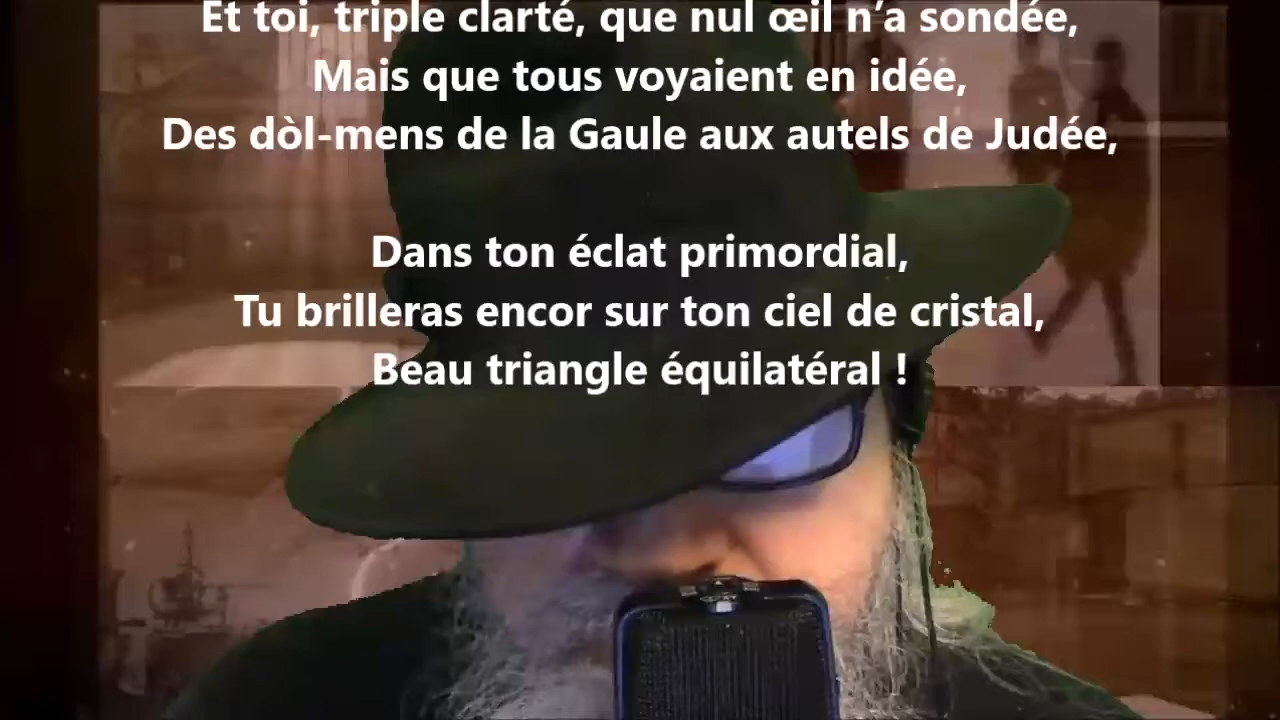 Et toi, triple clarté, que nul œil n’a sondée,
Mais que tous voyaient en idée,
Des dòl-mens de la Gaule aux autels de Judée,
Dans ton éclat primordial,
Tu brilleras encor sur ton ciel de cristal,
Beau triangle équilatéral !